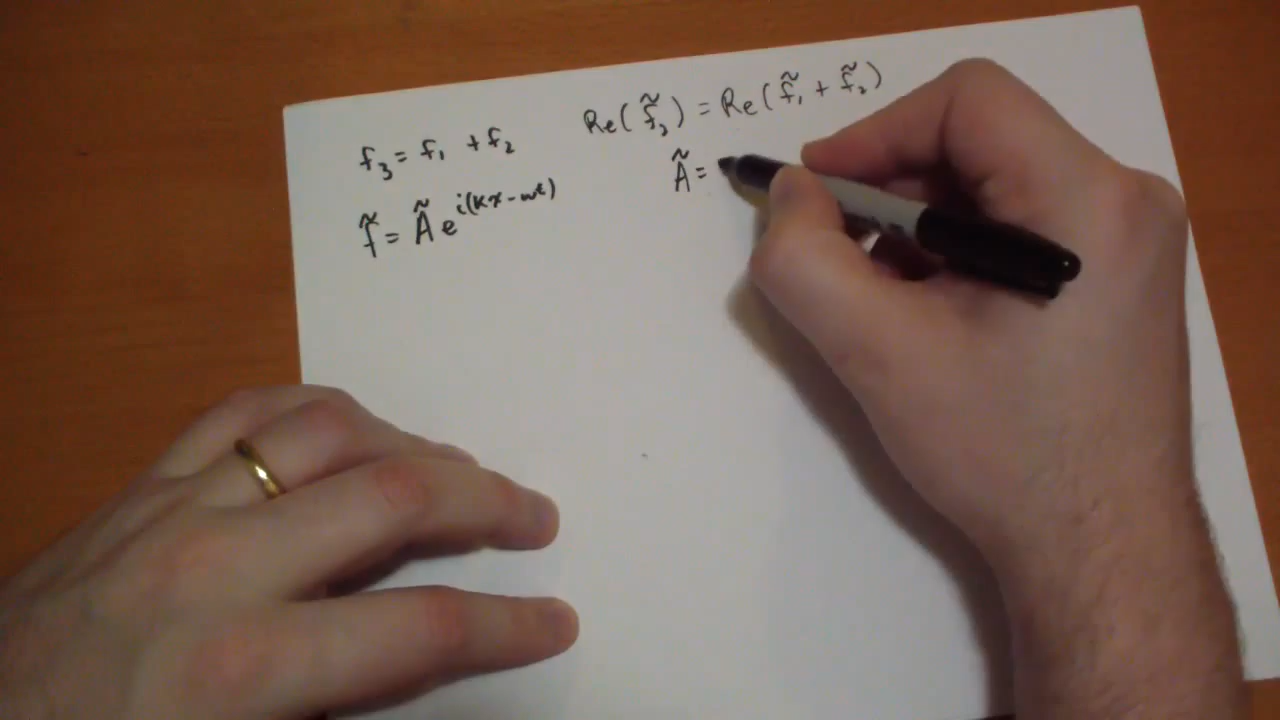 f₃ = f₁ + f₂
Re(f̃₃) = Re(f̃₁ + f̃₂)
f̃ = Ã e^{i(kx-ωt)}
Ã =